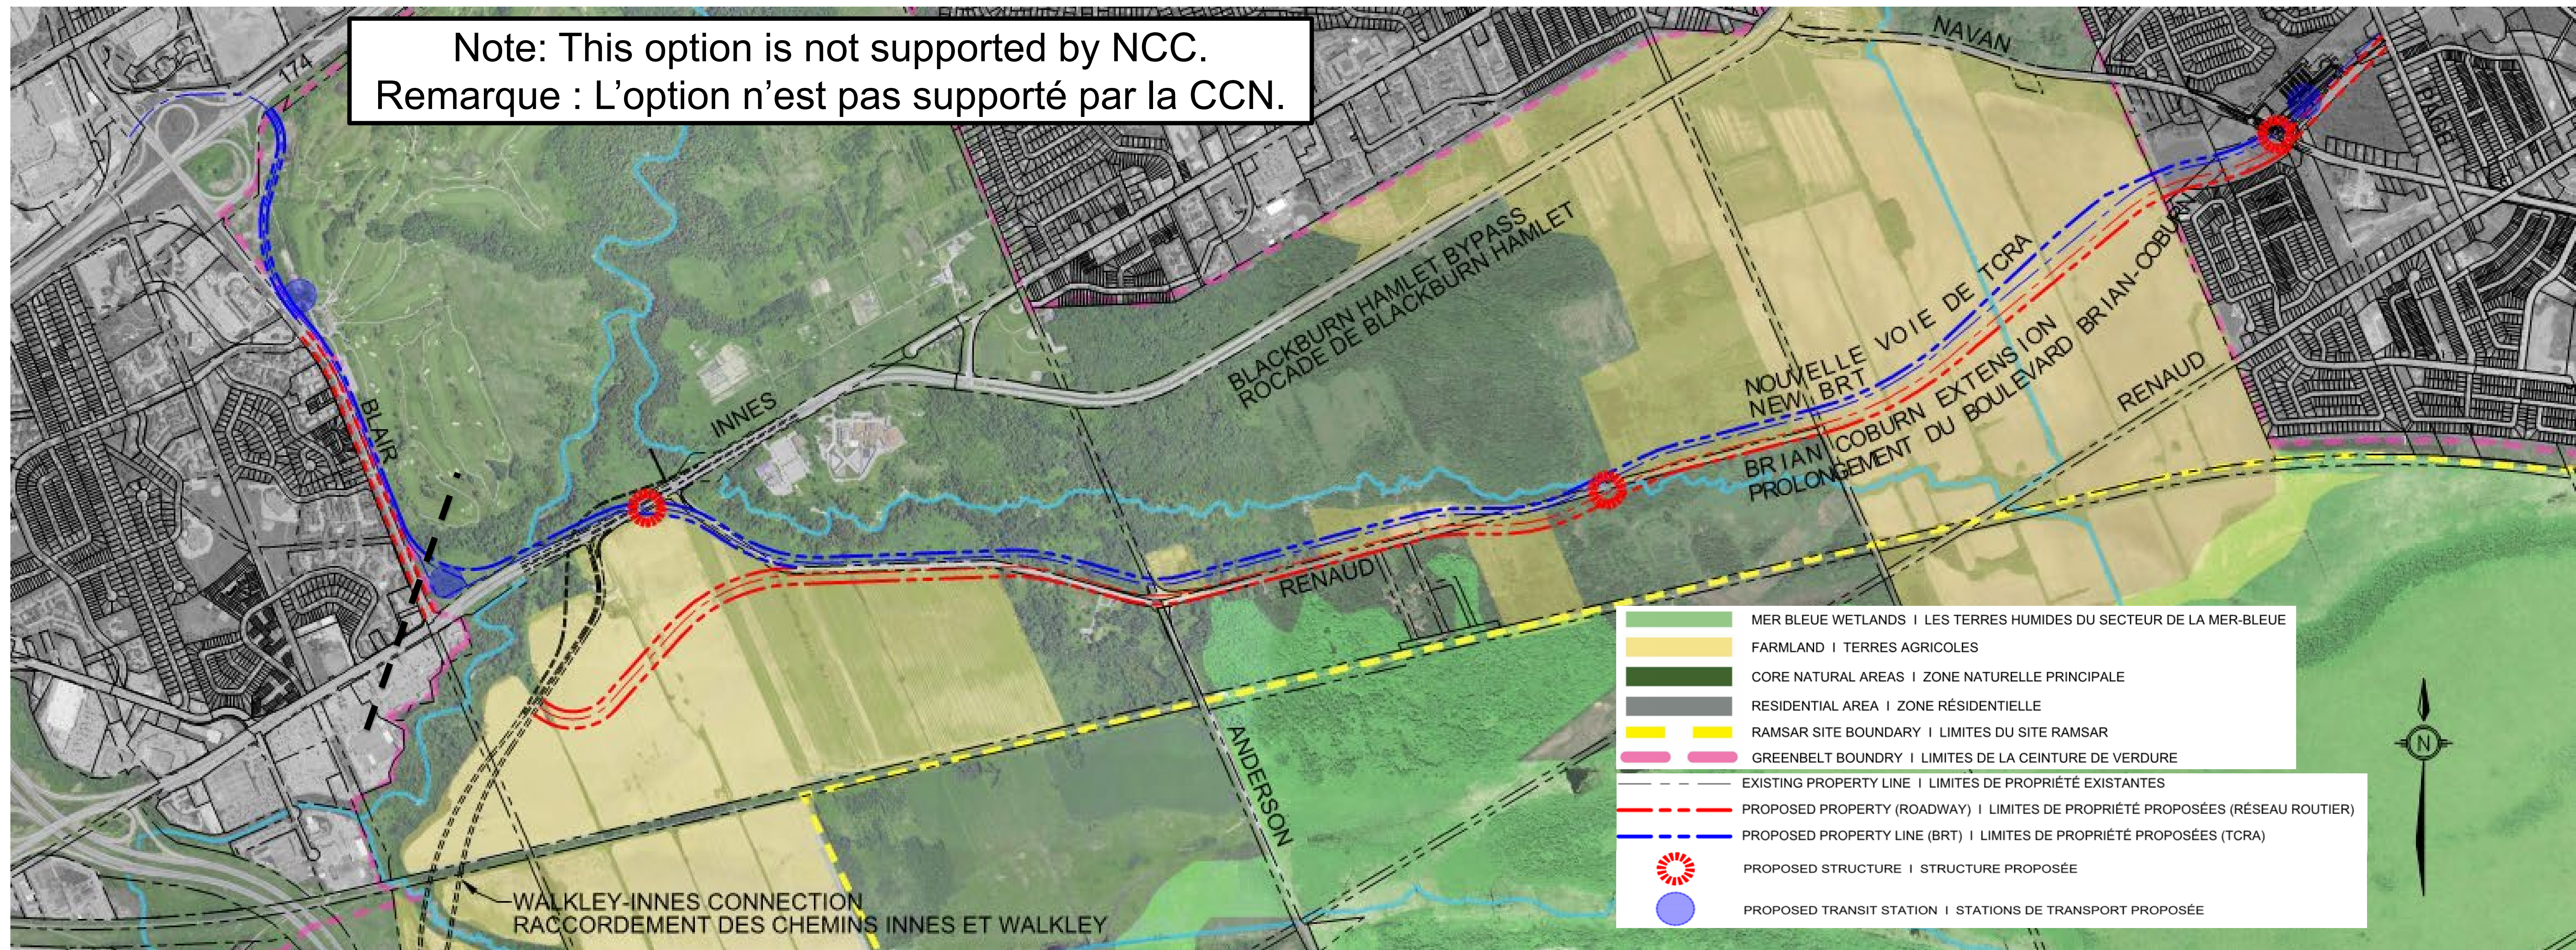 Note: This option is not supported by NCC.
Remarque : L'option n'est pas supporté par la CCN.
174
NAVAN
PAGÉ
BLAIR
INNES
BLACKBURN HAMLET BYPASS
ROCADE DE BLACKBURN HAMLET
NOUVELLE VOIE DE TCRA
NEW BRT
BRIAN COBURN EXTENSION
PROLONGEMENT DU BOULEVARD BRIAN-COBURN
RENAUD
RENAUD
ANDERSON
WALKLEY-INNES CONNECTION
RACCORDEMENT DES CHEMINS INNES ET WALKLEY
MER BLEUE WETLANDS I LES TERRES HUMIDES DU SECTEUR DE LA MER-BLEUE
FARMLAND I TERRES AGRICOLES
CORE NATURAL AREAS I ZONE NATURELLE PRINCIPALE
RESIDENTIAL AREA I ZONE RÉSIDENTIELLE
RAMSAR SITE BOUNDARY I LIMITES DU SITE RAMSAR
GREENBELT BOUNDRY I LIMITES DE LA CEINTURE DE VERDURE
EXISTING PROPERTY LINE I LIMITES DE PROPRIÉTÉ EXISTANTES
PROPOSED PROPERTY (ROADWAY) I LIMITES DE PROPRIÉTÉ PROPOSÉES (RÉSEAU ROUTIER)
PROPOSED PROPERTY LINE (BRT) I LIMITES DE PROPRIÉTÉ PROPOSÉES (TCRA)
PROPOSED STRUCTURE I STRUCTURE PROPOSÉE
PROPOSED TRANSIT STATION I STATIONS DE TRANSPORT PROPOSÉE
N